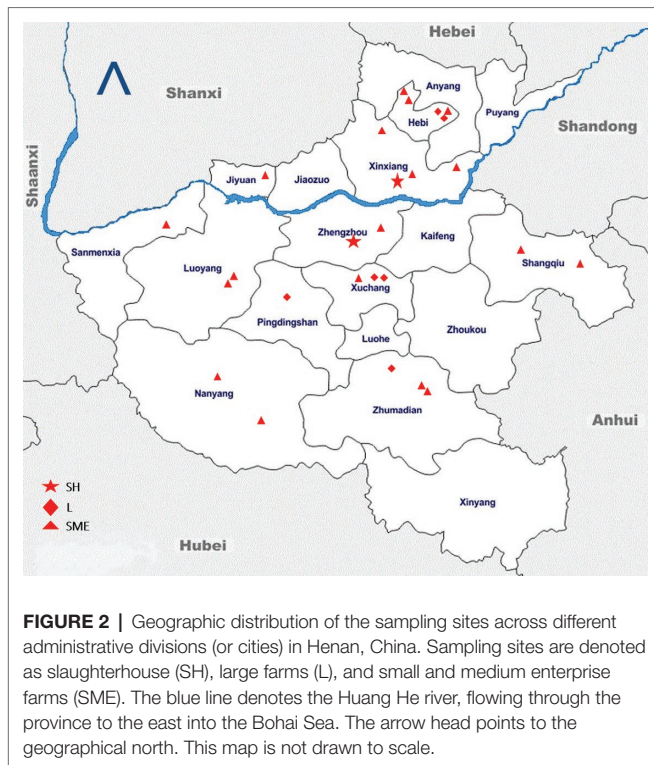 Hebei
Shanxi
Anyang
Puyang
Hebi
Shandong
Shaanxi
Xinxiang
Jiyuan
Jiaozuo
Zhengzhou
Kaifeng
Sanmenxia
Shangqiu
Luoyang
Xuchang
Pingdingshan
Zhoukou
Luohe
Nanyang
Zhumadian
Anhui
SH
L
SME
Xinyang
Hubei
FIGURE 2 | Geographic distribution of the sampling sites across different
administrative divisions (or cities) in Henan, China. Sampling sites are denoted
as slaughterhouse (SH), large farms (L), and small and medium enterprise
farms (SME). The blue line denotes the Huang He river, flowing through the
province to the east into the Bohai Sea. The arrow head points to the
geographical north. This map is not drawn to scale.